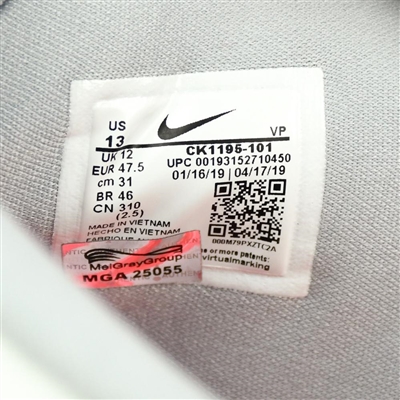 US
13
VP
UK 12
CK1195-101
EUR 47.5
UPC 00193152710450
cm 31
01/16/19 | 04/17/19
BR 46
CN 310
(2.5)
MADE IN VIETNAM
HECHO EN VIETNAM
FABRIQUÉ
or more patents:
virtualmarking
MeiGrayGroup
MGA 25055